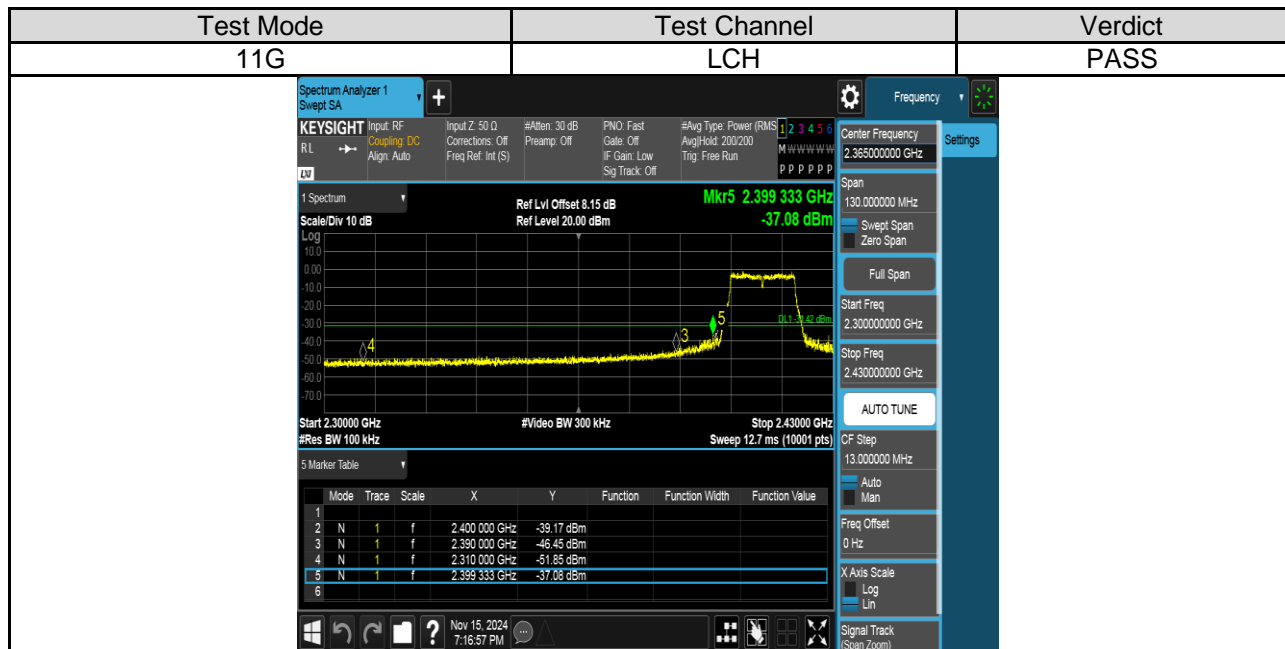 Test Mode Test Channel Verdict
11G LCH PASS
Spectrum Analyzer 1
Swept SA
+
Frequency
KEYSIGHT
RL
LXI
Input: RF
Coupling: DC
Align: Auto
Input Z: 50 Ω
Corrections: Off
Freq Ref: Int (S)
#Atten: 30 dB
Preamp: Off
PNO: Fast
Gate: Off
IF Gain: Low
Sig Track: Off
#Avg Type: Power (RMS
Avg|Hold: 200/200
Trig: Free Run
1 2 3 4 5 6
M W W W W W
P P P P P P
Center Frequency
2.365000000 GHz
Settings
Span
130.000000 MHz
Swept Span
Zero Span
Full Span
Start Freq
2.300000000 GHz
Stop Freq
2.430000000 GHz
AUTO TUNE
CF Step
13.000000 MHz
Auto
Man
Freq Offset
0 Hz
X Axis Scale
Log
Lin
Signal Track
(Span Zoom)
1 Spectrum
Scale/Div 10 dB
Ref Lvl Offset 8.15 dB
Ref Level 20.00 dBm
Mkr5 2.399 333 GHz
-37.08 dBm
Log
10.0
0.00
-10.0
-20.0
-30.0
-40.0
-50.0
-60.0
-70.0
4
3
5
DL1 -31.42 dBm
Start 2.30000 GHz
#Res BW 100 kHz
#Video BW 300 kHz
Stop 2.43000 GHz
Sweep 12.7 ms (10001 pts)
5 Marker Table
Mode Trace Scale X Y Function Function Width Function Value
1
2 N 1 f 2.400 000 GHz -39.17 dBm
3 N 1 f 2.390 000 GHz -46.45 dBm
4 N 1 f 2.310 000 GHz -51.85 dBm
5 N 1 f 2.399 333 GHz -37.08 dBm
6
?
Nov 15, 2024
7:16:57 PM